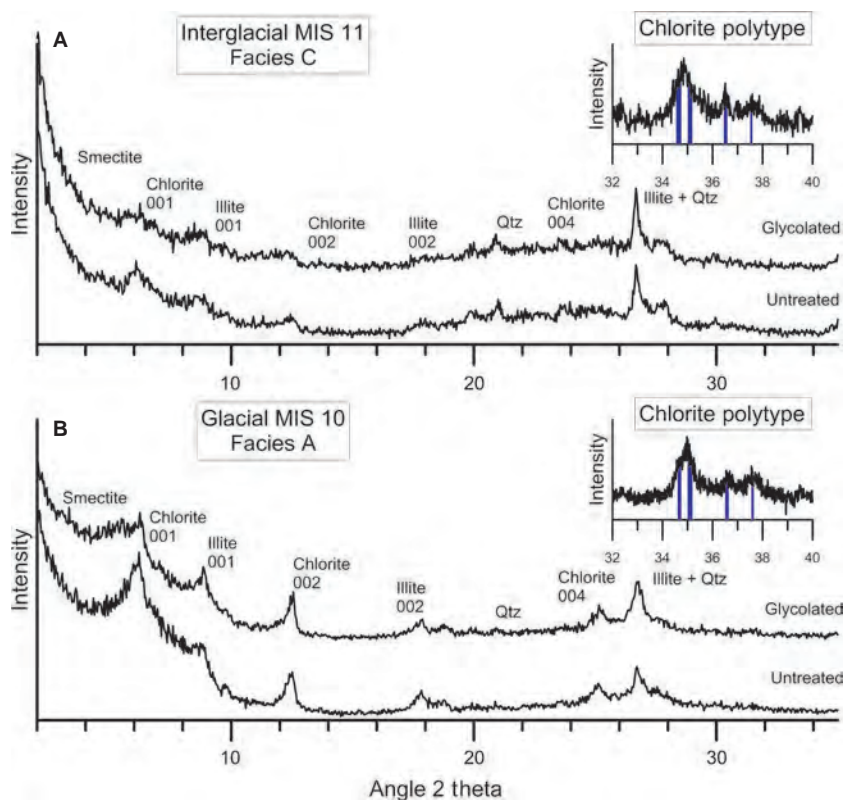 A
Interglacial MIS 11
Facies C
Chlorite polytype
Intensity
32 34 36 38 40
Intensity
Smectite
Chlorite
001
Illite
001
Chlorite
002
Illite
002
Qtz
Chlorite
004
Illite + Qtz
Glycolated
Untreated
10 20 30
B
Glacial MIS 10
Facies A
Chlorite polytype
Intensity
32 34 36 38 40
Intensity
Smectite
Chlorite
001
Illite
001
Chlorite
002
Illite
002
Qtz
Chlorite
004
Illite + Qtz
Glycolated
Untreated
10 20 30
Angle 2 theta